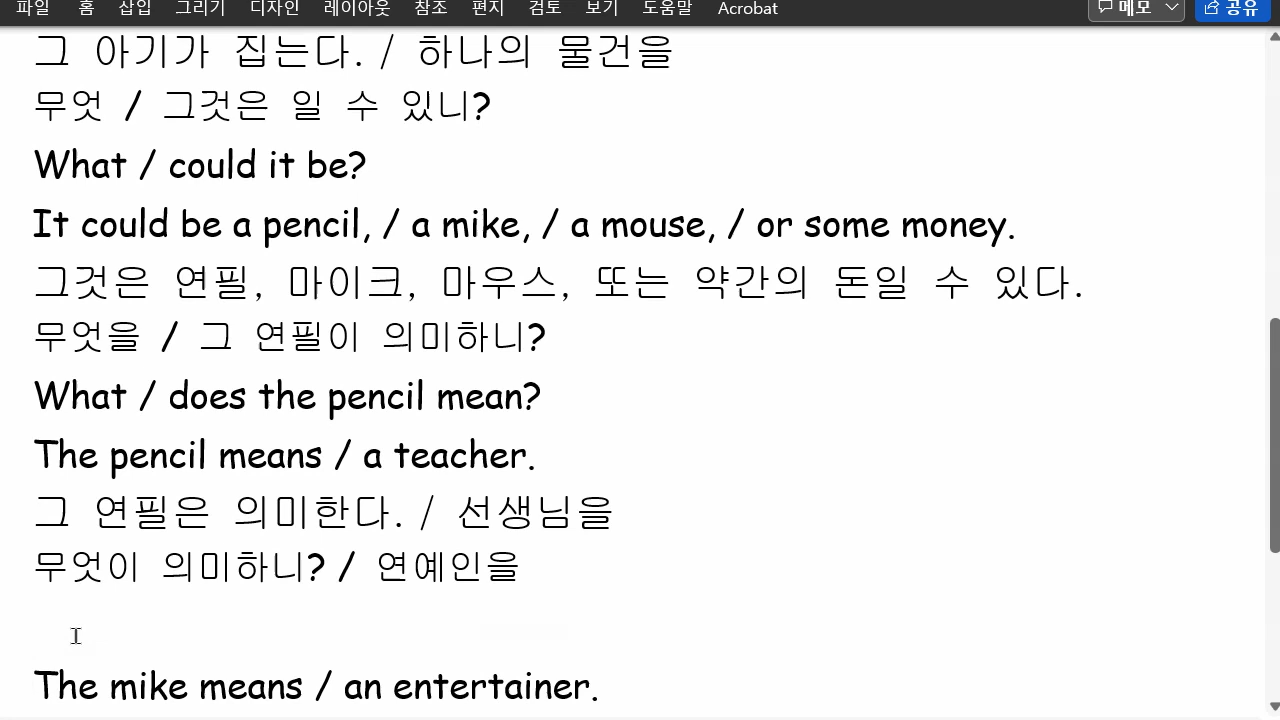 파일 홈 삽입 그리기 디자인 레이아웃 참조 편지 검토 보기 도움말 Acrobat 메모 공유
그 아기가 집는다. / 하나의 물건을
무엇 / 그것은 일 수 있니?
What / could it be?
It could be a pencil, / a mike, / a mouse, / or some money.
그것은 연필, 마이크, 마우스, 또는 약간의 돈일 수 있다.
무엇을 / 그 연필이 의미하니?
What / does the pencil mean?
The pencil means / a teacher.
그 연필은 의미한다. / 선생님을
무엇이 의미하니? / 연예인을
The mike means / an entertainer.